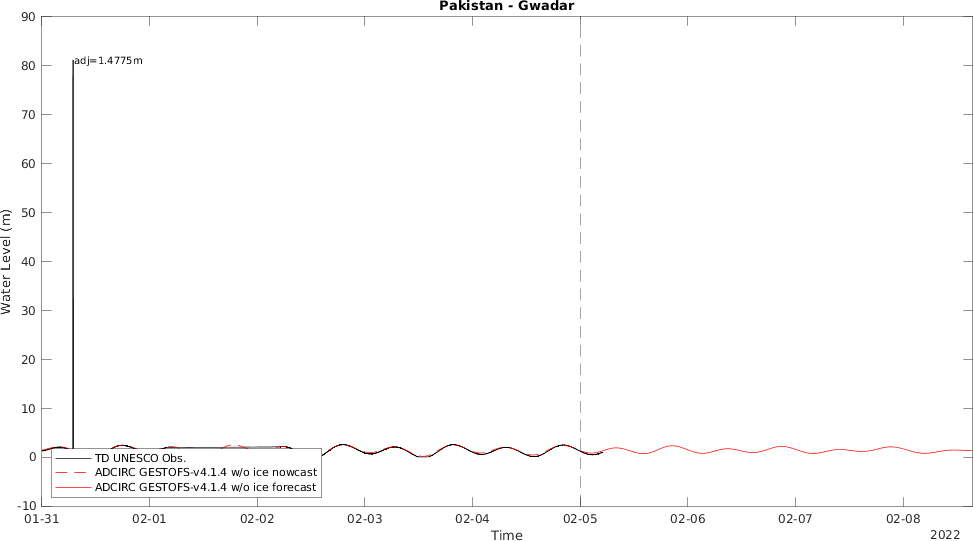 Pakistan - Gwadar
90
80
70
60
50
40
30
20
10
0
-10
Water Level (m)
adj=1.4775m
TD UNESCO Obs.
ADCIRC GESTOFS-v4.1.4 w/o ice nowcast
ADCIRC GESTOFS-v4.1.4 w/o ice forecast
01-31 02-01 02-02 02-03 02-04 02-05 02-06 02-07 02-08
Time
2022